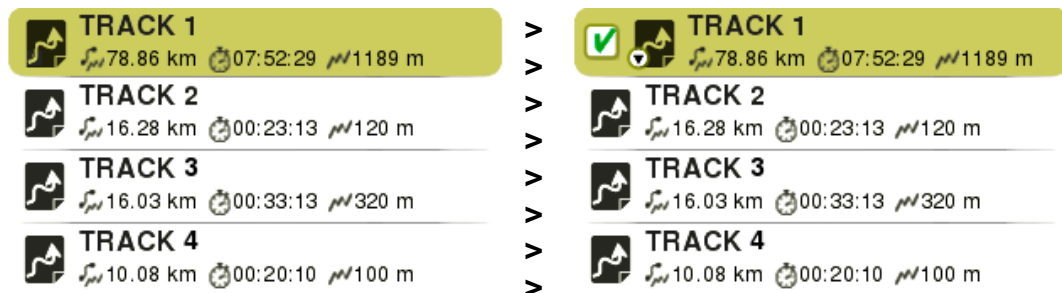 TRACK 1
78.86 km 07:52:29 1189 m
TRACK 2
16.28 km 00:23:13 120 m
TRACK 3
16.03 km 00:33:13 320 m
TRACK 4
10.08 km 00:20:10 100 m
>
>
>
>
>
>
>
>
TRACK 1
78.86 km 07:52:29 1189 m
TRACK 2
16.28 km 00:23:13 120 m
TRACK 3
16.03 km 00:33:13 320 m
TRACK 4
10.08 km 00:20:10 100 m